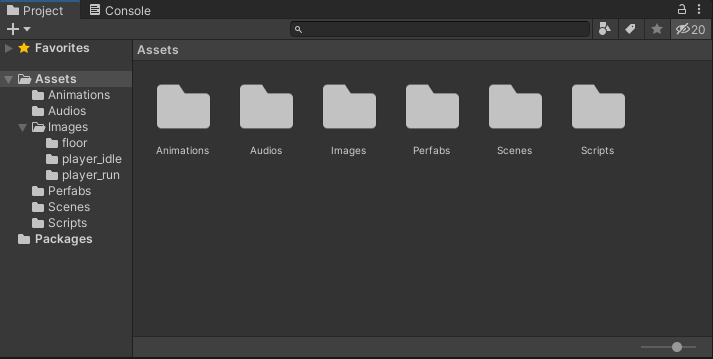 Project Console
20
Favorites
Assets
Animations
Audios
Images
floor
player_idle
player_run
Perfabs
Scenes
Scripts
Packages
Assets
Animations Audios Images Perfabs Scenes Scripts